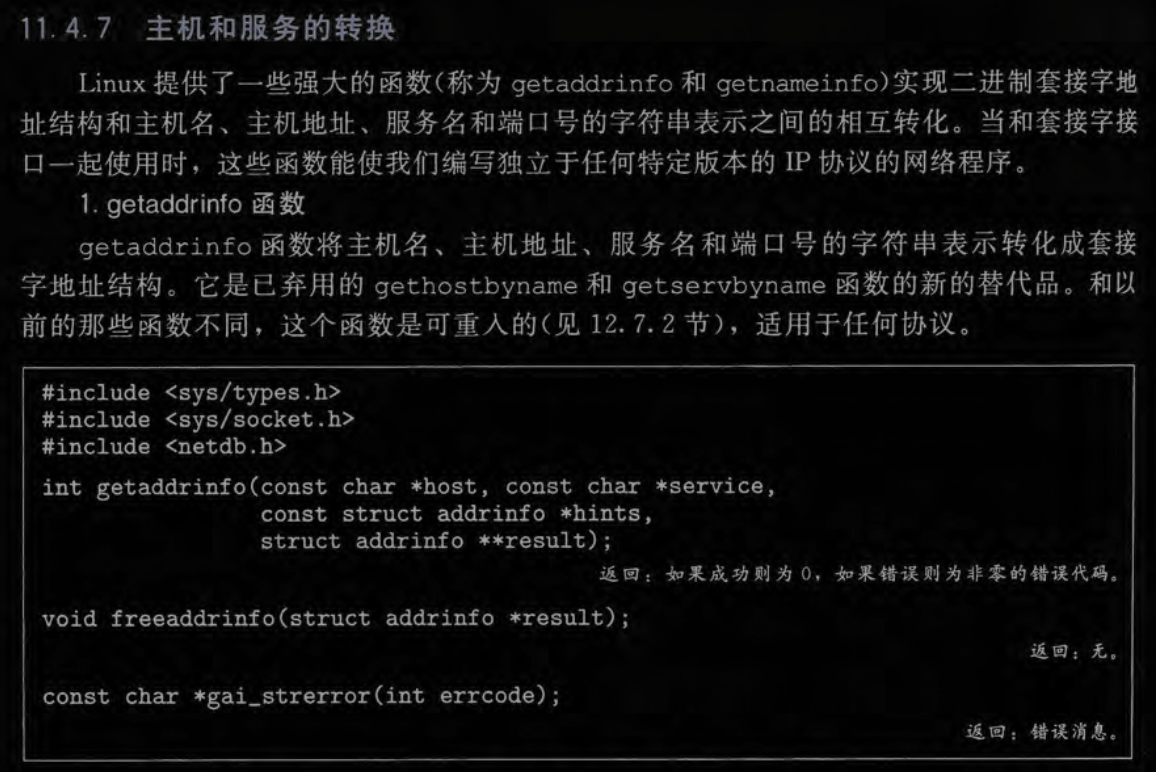 11.4.7 主机和服务的转换
Linux 提供了一些强大的函数(称为 getaddrinfo 和 getnameinfo)实现二进制套接字地
址结构和主机名、主机地址、服务名和端口号的字符串表示之间的相互转化。当和套接字接
口一起使用时，这些函数能使我们编写独立于任何特定版本的 IP 协议的网络程序。
1. getaddrinfo 函数
getaddrinfo 函数将主机名、主机地址、服务名和端口号的字符串表示转化成套接
字地址结构。它是已弃用的 gethostbyname 和 getservbyname 函数的新的替代品。和以
前的那些函数不同，这个函数是可重入的(见 12.7.2 节)，适用于任何协议。
#include <sys/types.h>
#include <sys/socket.h>
#include <netdb.h>
int getaddrinfo(const char *host, const char *service,
const struct addrinfo *hints,
struct addrinfo **result);
返回：如果成功则为 0，如果错误则为非零的错误代码。
void freeaddrinfo(struct addrinfo *result);
返回：无。
const char *gai_strerror(int errcode);
返回：错误消息。